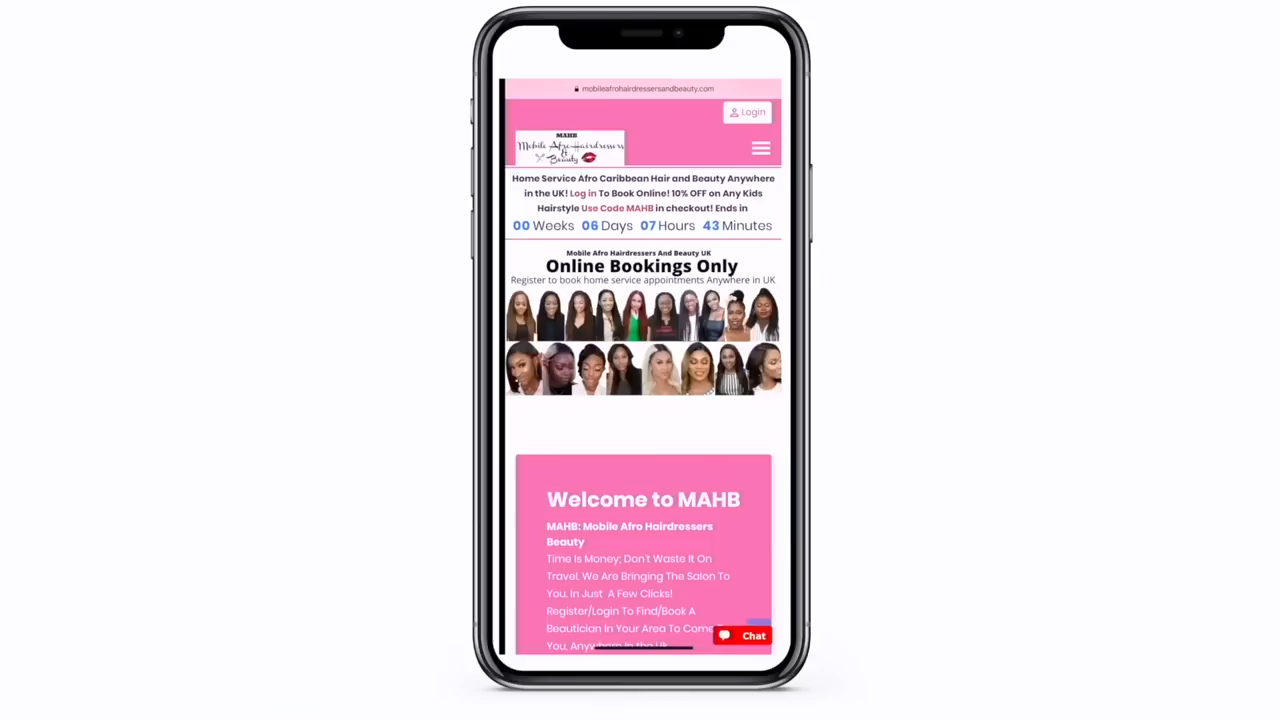 mobileafrohairdressersandbeauty.com
Login
MAHB
Mobile Afro Hairdressers
&
Beauty
Home Service Afro Caribbean Hair and Beauty Anywhere
in the UK! Log in To Book Online! 10% OFF on Any Kids
Hairstyle Use Code MAHB in checkout! Ends in
00 Weeks 06 Days 07 Hours 43 Minutes
Mobile Afro Hairdressers And Beauty UK
Online Bookings Only
Register to book home service appointments Anywhere in UK
Welcome to MAHB
MAHB: Mobile Afro Hairdressers
Beauty
Time Is Money; Don't Waste It On
Travel. We Are Bringing The Salon To
You. In Just A Few Clicks!
Register/Login To Find/Book A
Beautician In Your Area To Come T
You, Anywhere In the Uk
Chat